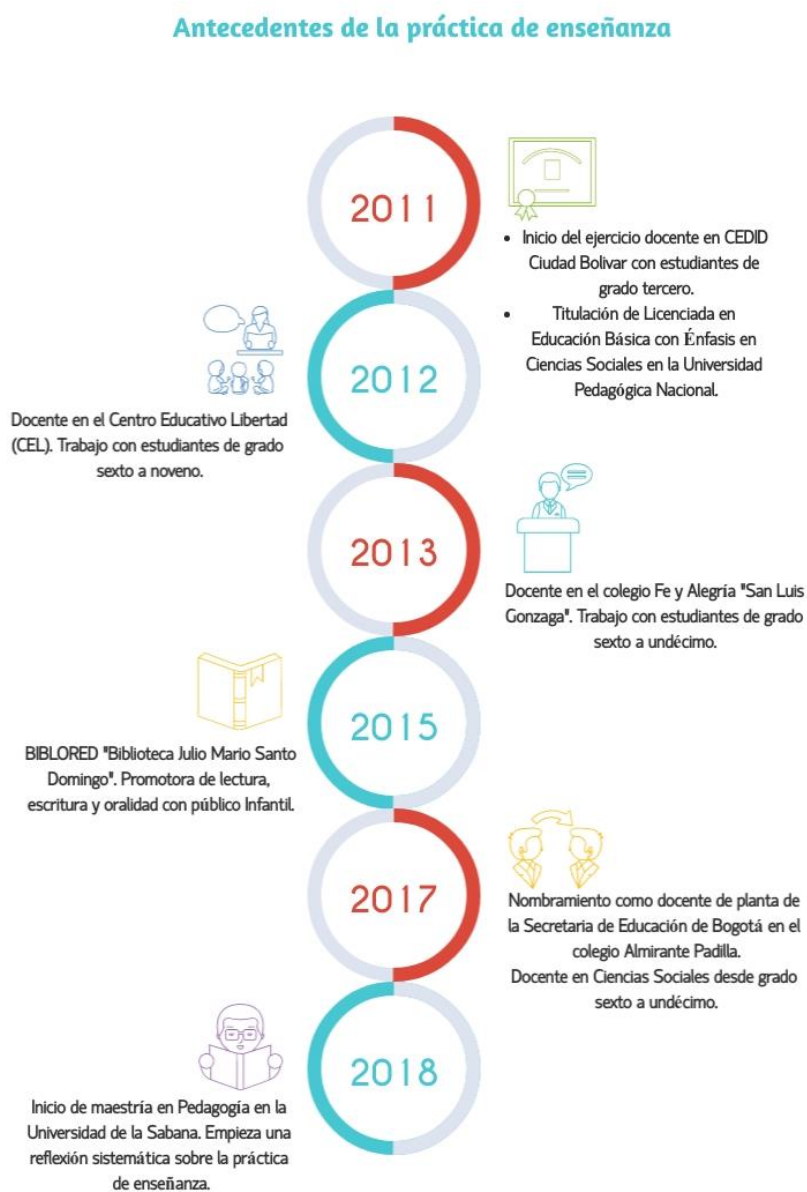 Antecedentes de la práctica de enseñanza
2011
• Inicio del ejercicio docente en CEDID
Ciudad Bolivar con estudiantes de
grado tercero.
• Titulación de Licenciada en
Educación Básica con Énfasis en
Ciencias Sociales en la Universidad
Pedagógica Nacional.
2012
Docente en el Centro Educativo Libertad
(CEL). Trabajo con estudiantes de grado
sexto a noveno.
2013
Docente en el colegio Fe y Alegría "San Luis
Gonzaga". Trabajo con estudiantes de grado
sexto a undécimo.
2015
BIBLORED "Biblioteca Julio Mario Santo
Domingo". Promotora de lectura,
escritura y oralidad con público Infantil.
2017
Nombramiento como docente de planta de
la Secretaria de Educación de Bogotá en el
colegio Almirante Padilla.
Docente en Ciencias Sociales desde grado
sexto a undécimo.
2018
Inicio de maestría en Pedagogía en la
Universidad de la Sabana. Empieza una
reflexión sistemática sobre la práctica
de enseñanza.